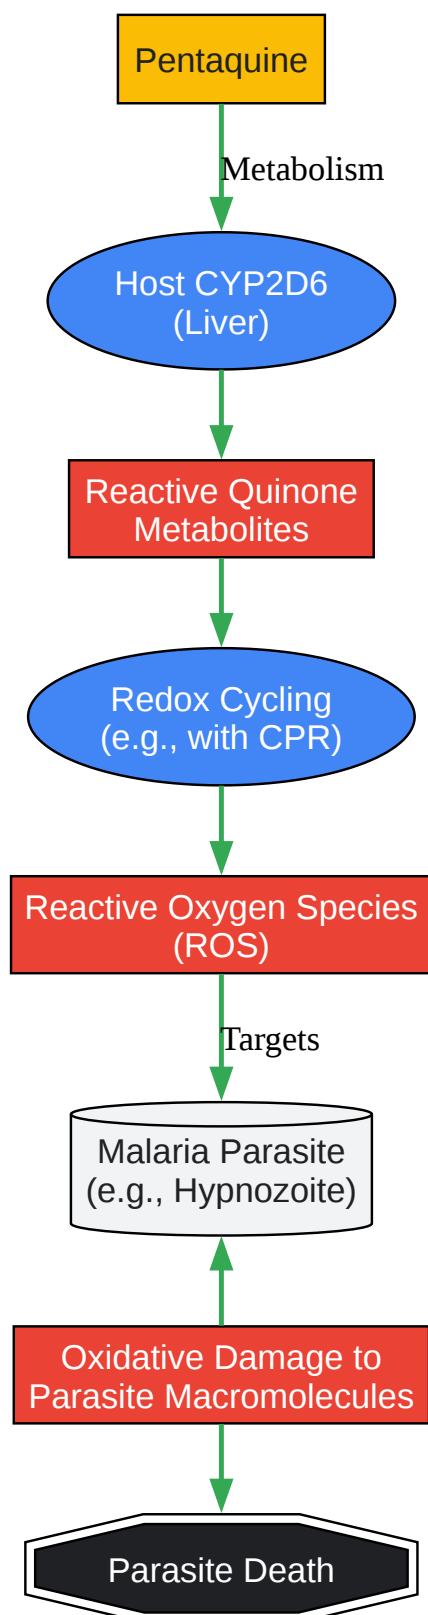 Pentaquine
Metabolism
Host CYP2D6
(Liver)
Reactive Quinone
Metabolites
Redox Cycling
(e.g., with CPR)
Reactive Oxygen Species
(ROS)
Targets
Malaria Parasite
(e.g., Hypnozoite)
Oxidative Damage to
Parasite Macromolecules
Parasite Death